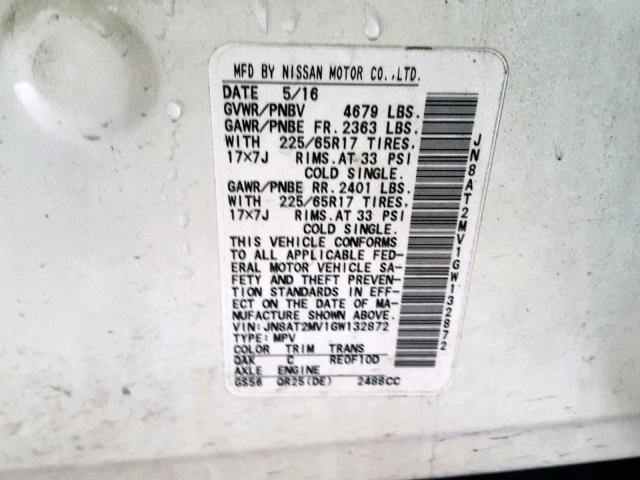 MFD BY NISSAN MOTOR CO.,LTD.
DATE 5/16
GVWR/PNBV 4679 LBS.
GAWR/PNBE FR. 2363 LBS.
WITH 225/65R17 TIRES.
17×7J RIMS.AT 33 PSI
COLD SINGLE.
GAWR/PNBE RR. 2401 LBS.
WITH 225/65R17 TIRES.
17×7J RIMS.AT 33 PSI
COLD SINGLE.
THIS VEHICLE CONFORMS
TO ALL APPLICABLE FED-
ERAL MOTOR VEHICLE SA-
FETY AND THEFT PREVEN-
TION STANDARDS IN EFF-
ECT ON THE DATE OF MA-
NUFACTURE SHOWN ABOVE.
VIN: JN8AT2MV1GW132872
TYPE: MPV
COLOR TRIM TRANS
QAK C RE0F10D
AXLE ENGINE
GS56 QR25(DE) 2488CC
JN8AT2MV1GW132872